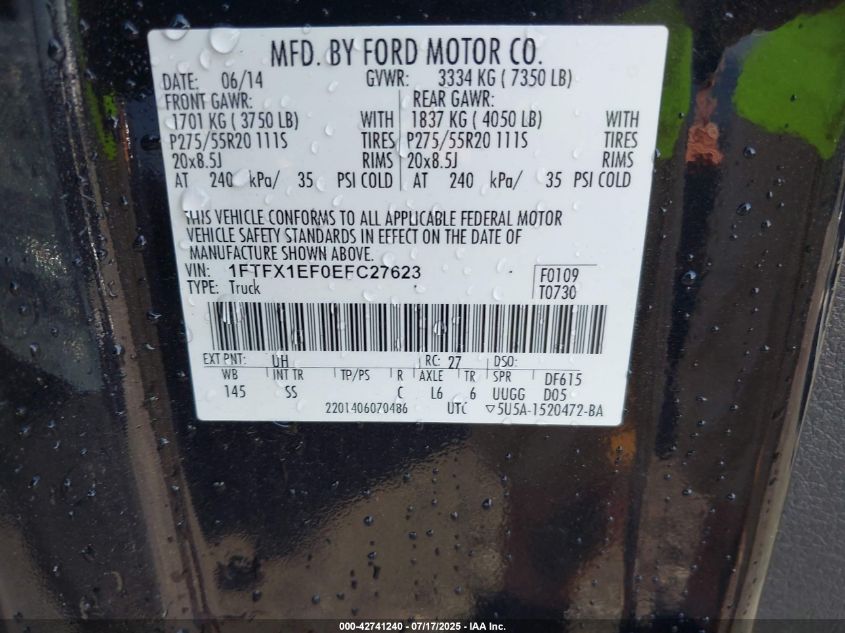 MFD. BY FORD MOTOR CO.
DATE: 06/14 GVWR: 3334 KG ( 7350 LB)
FRONT GAWR: REAR GAWR:
1701 KG ( 3750 LB) WITH 1837 KG ( 4050 LB) WITH
P275/55R20 111S TIRES P275/55R20 111S TIRES
20x8.5J RIMS 20x8.5J RIMS
AT 240 kPa/ 35 PSI COLD AT 240 kPa/ 35 PSI COLD
THIS VEHICLE CONFORMS TO ALL APPLICABLE FEDERAL MOTOR
VEHICLE SAFETY STANDARDS IN EFFECT ON THE DATE OF
MANUFACTURE SHOWN ABOVE.
VIN: 1FTFX1EF0EFC27623 F0109
TYPE: Truck T0730
EXT PNT: UH RC: 27 DSO:
WB INT TR TP/PS R AXLE TR SPR DF615
145 SS C L6 6 UUGG D05
2201406070486 UTC ▽5U5A-1520472-BA
000-42741240 - 07/17/2025 - IAA Inc.